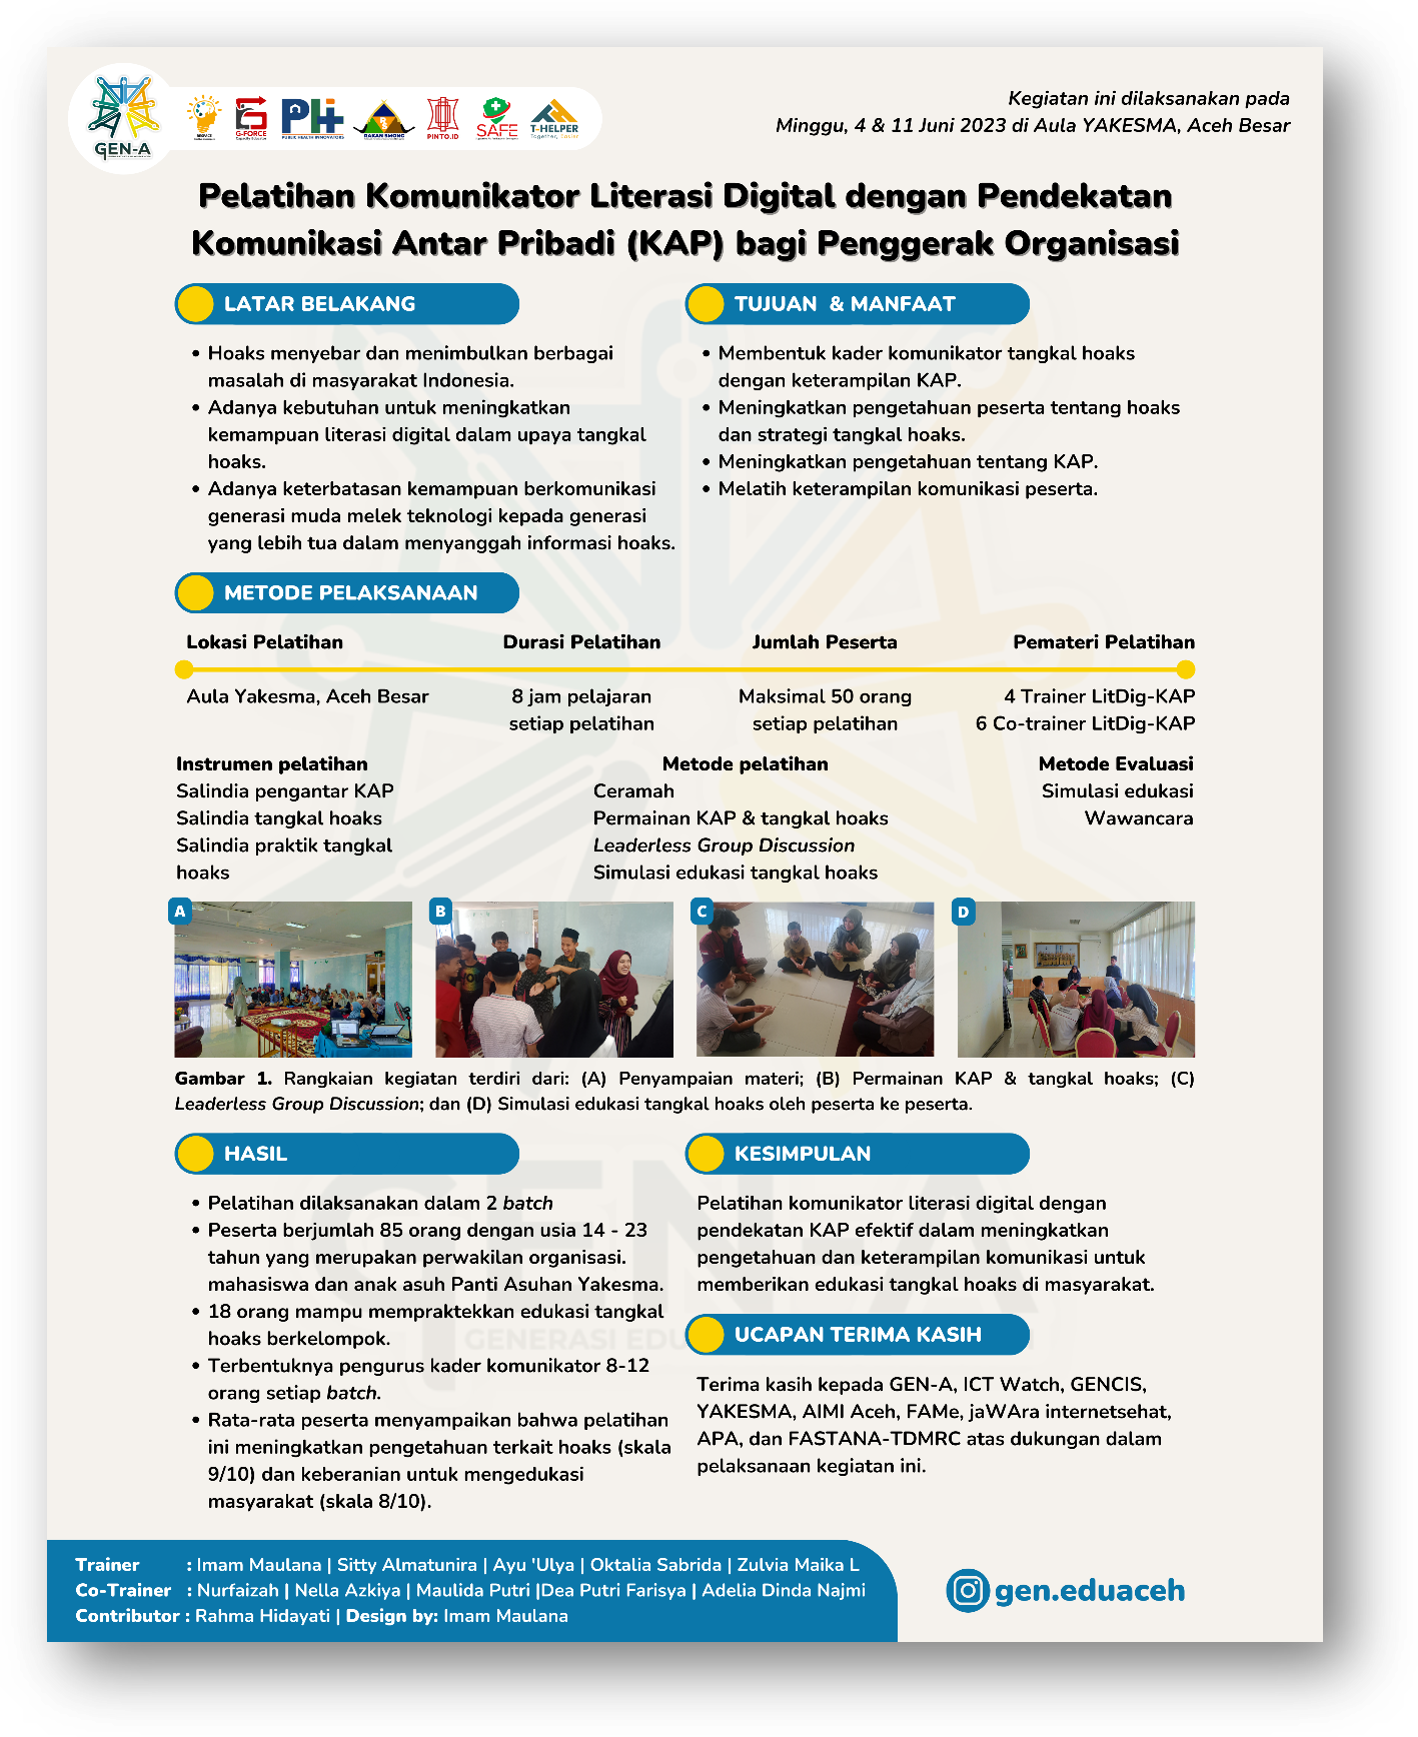 GEN-A
G-FORCE
PHI
PUBLIC HEALTH INNOVATORS
PINTO.ID
SAFE
T-HELPER
Kegiatan ini dilaksanakan pada
Minggu, 4 & 11 Juni 2023 di Aula YAKESMA, Aceh Besar
Pelatihan Komunikator Literasi Digital dengan Pendekatan
Komunikasi Antar Pribadi (KAP) bagi Penggerak Organisasi
LATAR BELAKANG
• Hoaks menyebar dan menimbulkan berbagai
masalah di masyarakat Indonesia.
• Adanya kebutuhan untuk meningkatkan
kemampuan literasi digital dalam upaya tangkal
hoaks.
• Adanya keterbatasan kemampuan berkomunikasi
generasi muda melek teknologi kepada generasi
yang lebih tua dalam menyanggah informasi hoaks.
TUJUAN & MANFAAT
• Membentuk kader komunikator tangkal hoaks
dengan keterampilan KAP.
• Meningkatkan pengetahuan peserta tentang hoaks
dan strategi tangkal hoaks.
• Meningkatkan pengetahuan tentang KAP.
• Melatih keterampilan komunikasi peserta.
METODE PELAKSANAAN
Lokasi Pelatihan
Aula Yakesma, Aceh Besar
Durasi Pelatihan
8 jam pelajaran
setiap pelatihan
Jumlah Peserta
Maksimal 50 orang
setiap pelatihan
Pemateri Pelatihan
4 Trainer LitDig-KAP
6 Co-trainer LitDig-KAP
Instrumen pelatihan
Salindia pengantar KAP
Salindia tangkal hoaks
Salindia praktik tangkal
hoaks
Metode pelatihan
Ceramah
Permainan KAP & tangkal hoaks
Leaderless Group Discussion
Simulasi edukasi tangkal hoaks
Metode Evaluasi
Simulasi edukasi
Wawancara
A
B
C
D
Gambar 1. Rangkaian kegiatan terdiri dari: (A) Penyampaian materi; (B) Permainan KAP & tangkal hoaks; (C)
Leaderless Group Discussion; dan (D) Simulasi edukasi tangkal hoaks oleh peserta ke peserta.
HASIL
• Pelatihan dilaksanakan dalam 2 batch
• Peserta berjumlah 85 orang dengan usia 14 - 23
tahun yang merupakan perwakilan organisasi.
mahasiswa dan anak asuh Panti Asuhan Yakesma.
• 18 orang mampu mempraktekkan edukasi tangkal
hoaks berkelompok.
• Terbentuknya pengurus kader komunikator 8-12
orang setiap batch.
• Rata-rata peserta menyampaikan bahwa pelatihan
ini meningkatkan pengetahuan terkait hoaks (skala
9/10) dan keberanian untuk mengedukasi
masyarakat (skala 8/10).
KESIMPULAN
Pelatihan komunikator literasi digital dengan
pendekatan KAP efektif dalam meningkatkan
pengetahuan dan keterampilan komunikasi untuk
memberikan edukasi tangkal hoaks di masyarakat.
UCAPAN TERIMA KASIH
Terima kasih kepada GEN-A, ICT Watch, GENCIS,
YAKESMA, AIMI Aceh, FAMe, jaWAra internetsehat,
APA, dan FASTANA-TDMRC atas dukungan dalam
pelaksanaan kegiatan ini.
GEN-A
GENERASI EDU
Trainer : Imam Maulana | Sitty Almatunira | Ayu 'Ulya | Oktalia Sabrida | Zulvia Maika L
Co-Trainer : Nurfaizah | Nella Azkiya | Maulida Putri |Dea Putri Farisya | Adelia Dinda Najmi
Contributor : Rahma Hidayati | Design by: Imam Maulana
gen.eduaceh